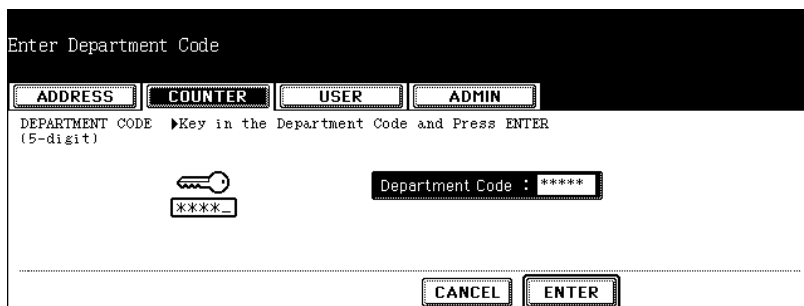 Enter Department Code
ADDRESS COUNTER USER ADMIN
DEPARTMENT CODE ▶Key in the Department Code and Press ENTER
(5-digit)
Department Code : *****
****_
CANCEL ENTER